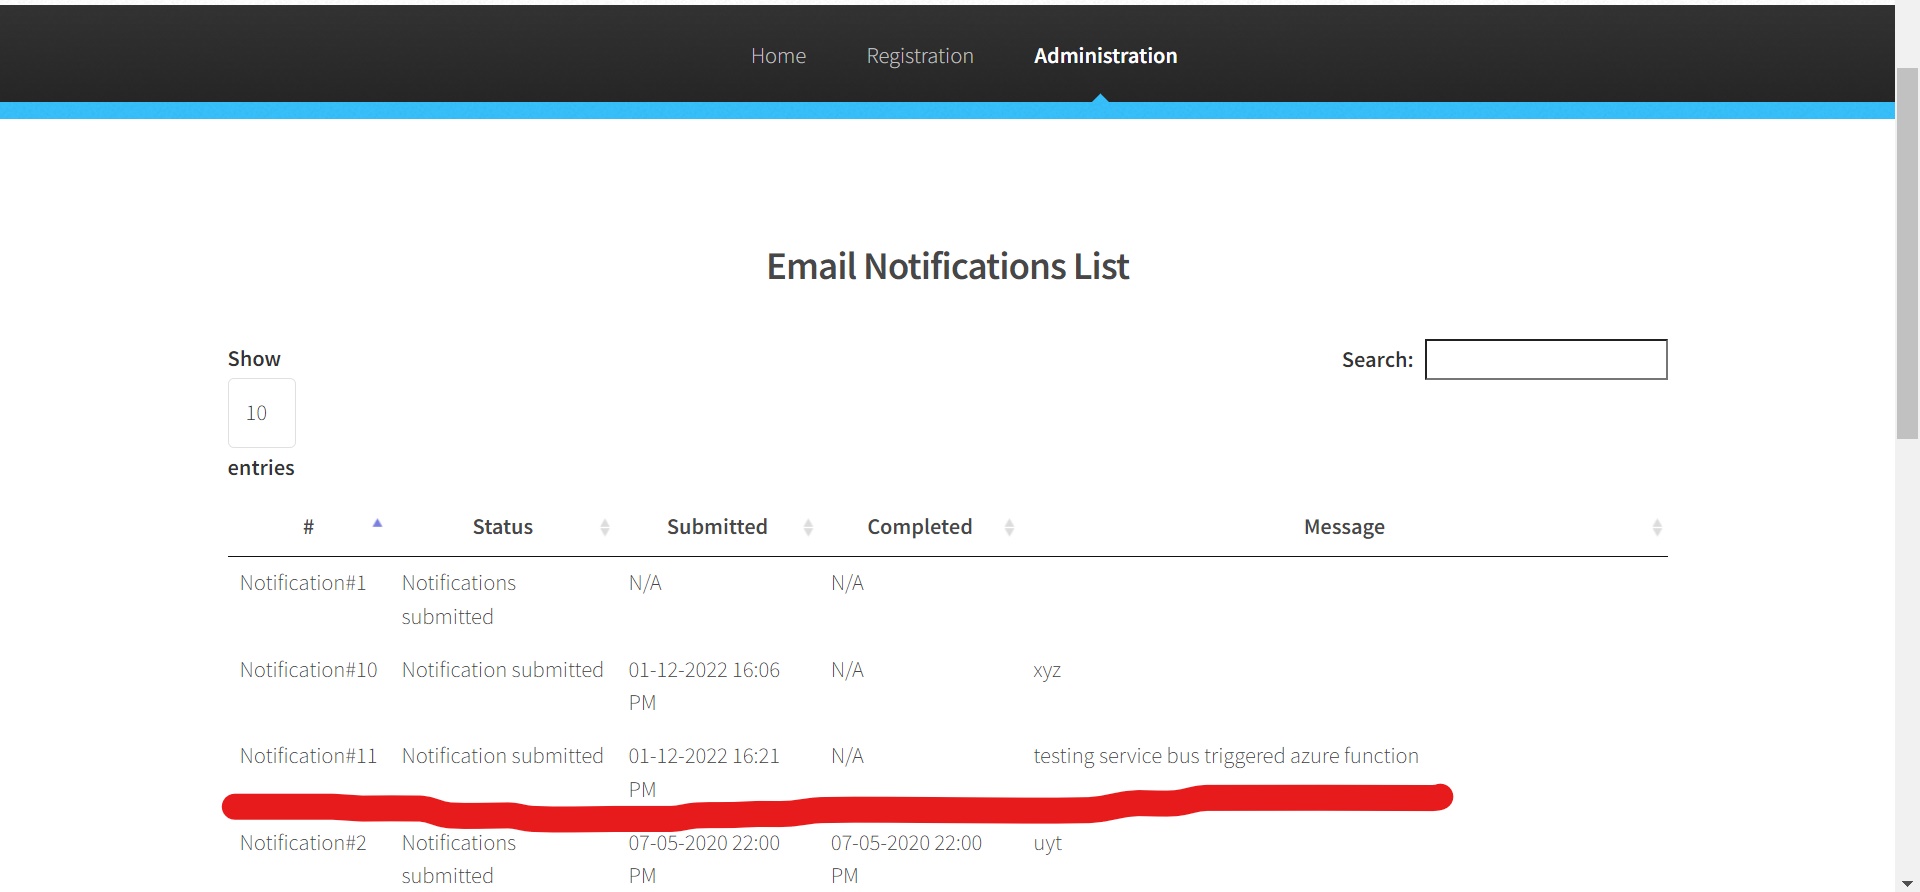 Home Registration Administration
Email Notifications List
Show
10
entries
Search:
# Status Submitted Completed Message
Notification#1 Notifications N/A N/A
submitted
Notification#10 Notification submitted 01-12-2022 16:06 N/A xyz
PM
Notification#11 Notification submitted 01-12-2022 16:21 N/A testing service bus triggered azure function
PM
Notification#2 Notifications 07-05-2020 22:00 07-05-2020 22:00 uyt
submitted PM PM